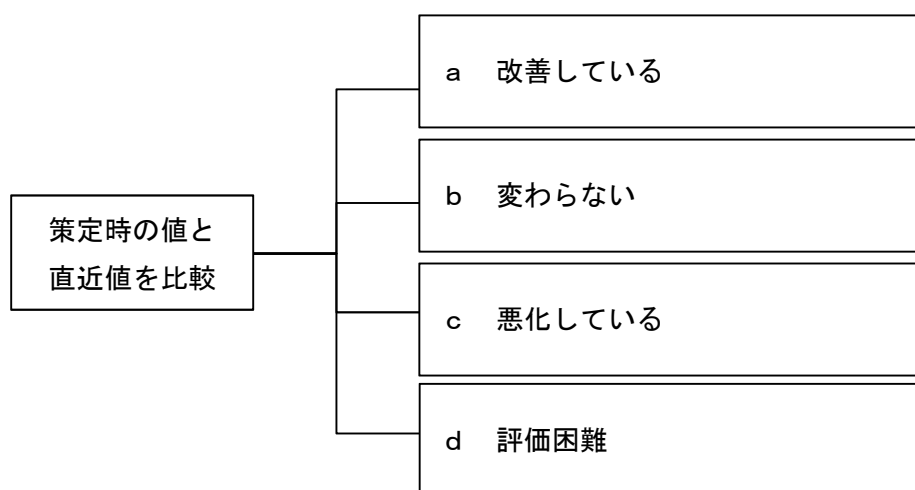 策定時の値と
直近値を比較
a 改善している
b 変わらない
c 悪化している
d 評価困難